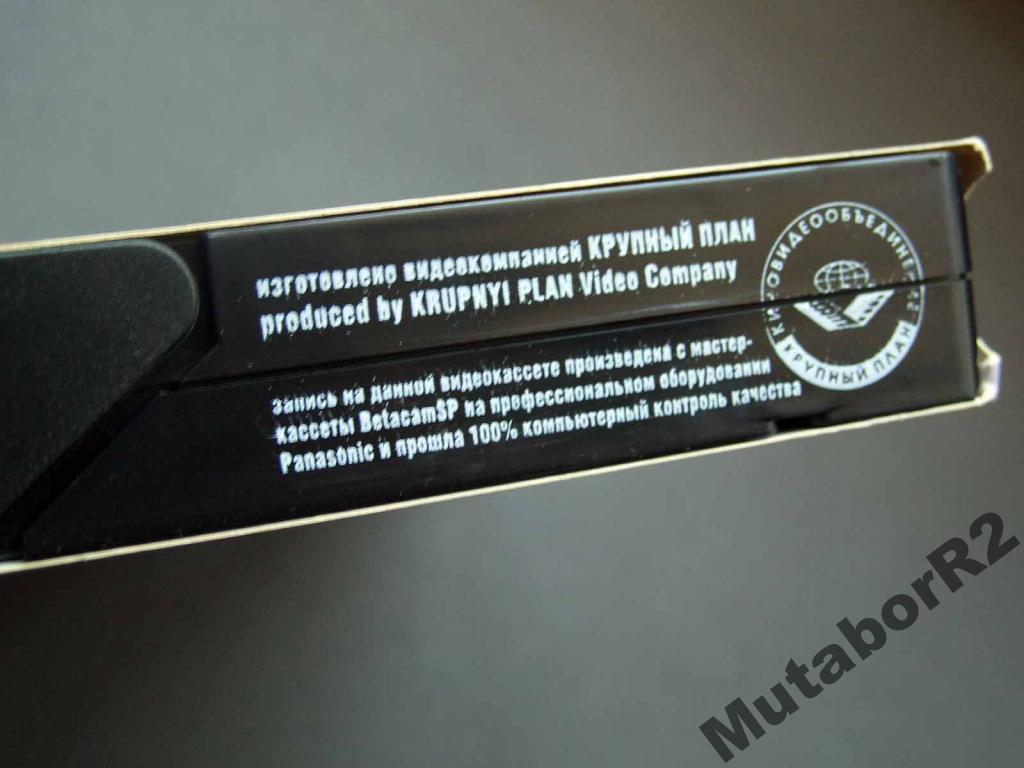 изготовлено видеокомпанией КРУПНЫЙ ПЛАН
produced by KRUPNYI PLAN Video Company
запись на данной видеокассете произведена с мастер-
кассеты BetacamSP на профессиональном оборудовании
Panasonic и прошла 100% компьютерный контроль качества
КИНОВИДЕООБЪЕДИНЕНИЕ
КРУПНЫЙ ПЛАН
MutaborR2